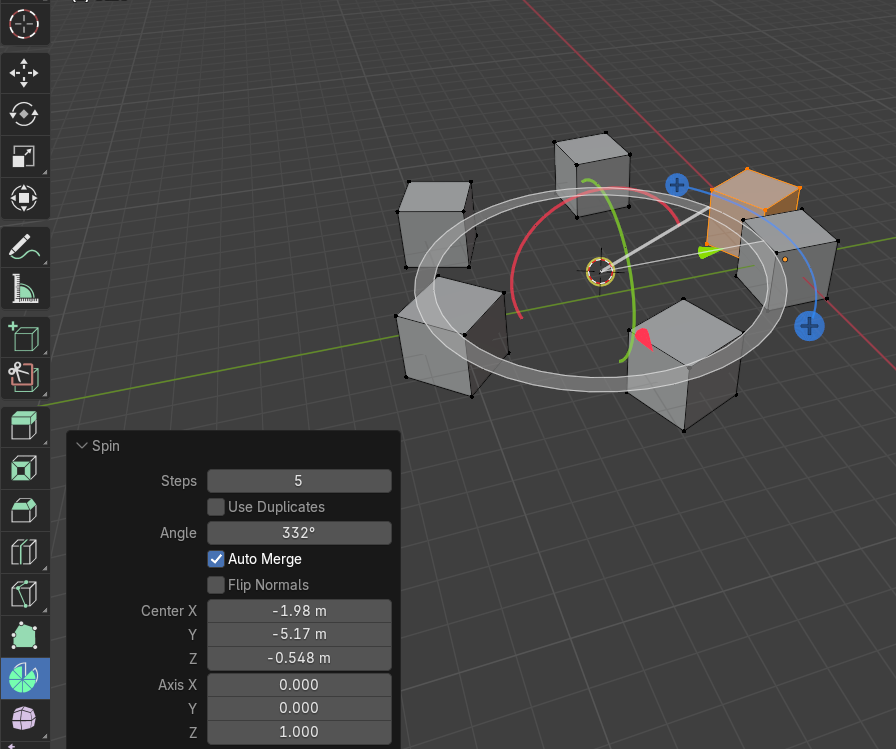 Spin
Steps 5
Use Duplicates
Angle 332°
Auto Merge
Flip Normals
Center X -1.98 m
Y -5.17 m
Z -0.548 m
Axis X 0.000
Y 0.000
Z 1.000